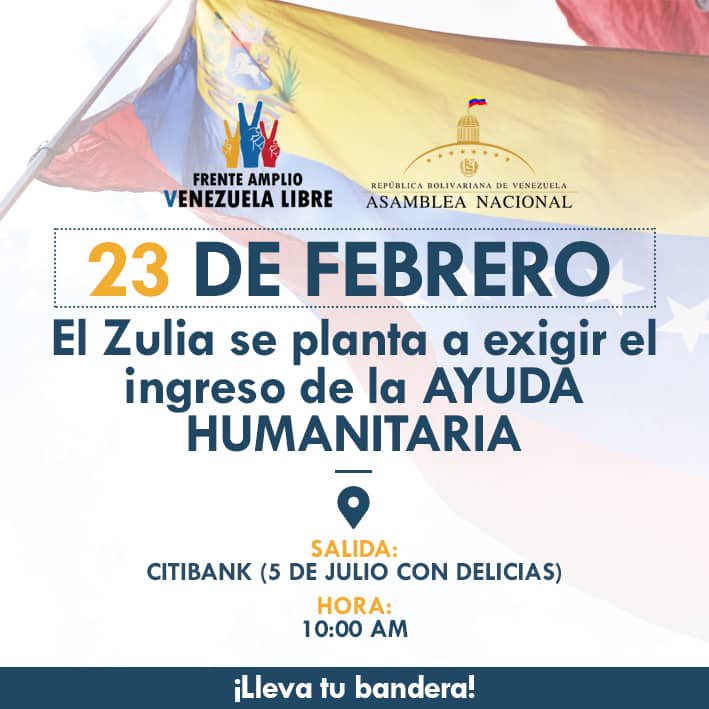 FRENTE AMPLIO
VENEZUELA LIBRE
REPÚBLICA BOLIVARIANA DE VENEZUELA
ASAMBLEA NACIONAL
23 DE FEBRERO
El Zulia se planta a exigir el
ingreso de la AYUDA
HUMANITARIA
SALIDA:
CITIBANK (5 DE JULIO CON DELICIAS)
HORA:
10:00 AM
¡Lleva tu bandera!